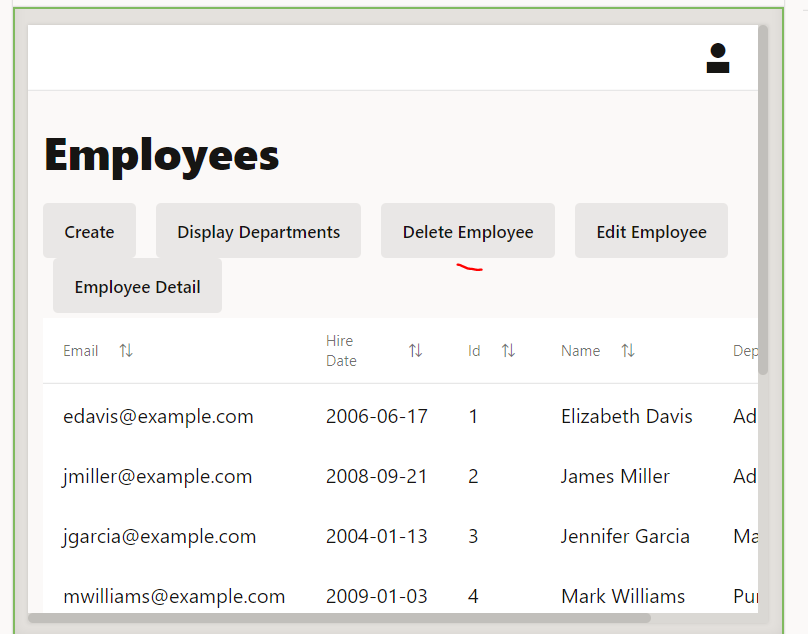 Employees
Create Display Departments Delete Employee Edit Employee
Employee Detail
Email Hire Date Id Name Dep
edavis@example.com 2006-06-17 1 Elizabeth Davis Ad
jmiller@example.com 2008-09-21 2 James Miller Ad
jgarcia@example.com 2004-01-13 3 Jennifer Garcia Ma
mwilliams@example.com 2009-01-03 4 Mark Williams Pur